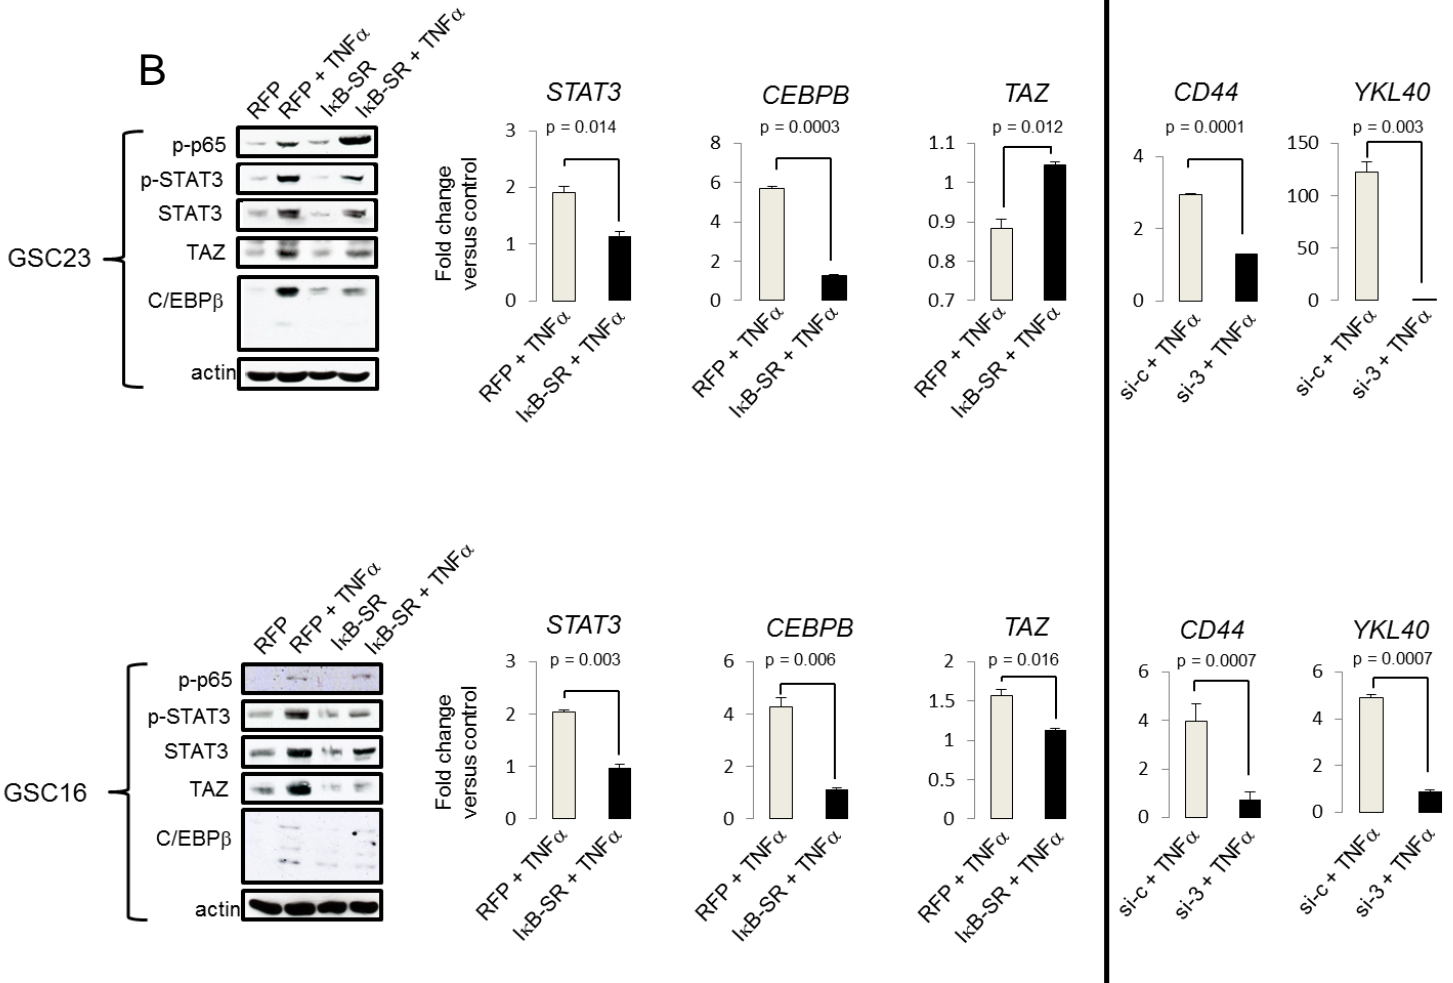 B
RFP
RFP + TNFα
IκB-SR
IκB-SR + TNFα
GSC23
p-p65
p-STAT3
STAT3
TAZ
C/EBPβ
actin
Fold change
versus control
STAT3
p = 0.014
3
2
1
0
RFP + TNFα
IκB-SR + TNFα
CEBPB
p = 0.0003
8
6
4
2
0
RFP + TNFα
IκB-SR + TNFα
TAZ
p = 0.012
1.1
1
0.9
0.8
0.7
RFP + TNFα
IκB-SR + TNFα
CD44
p = 0.0001
4
2
0
si-c + TNFα
si-3 + TNFα
YKL40
p = 0.003
150
100
50
0
si-c + TNFα
si-3 + TNFα
RFP
RFP + TNFα
IκB-SR
IκB-SR + TNFα
GSC16
p-p65
p-STAT3
STAT3
TAZ
C/EBPβ
actin
Fold change
versus control
STAT3
p = 0.003
3
2
1
0
RFP + TNFα
IκB-SR + TNFα
CEBPB
p = 0.006
6
4
2
0
RFP + TNFα
IκB-SR + TNFα
TAZ
p = 0.016
2
1.5
1
0.5
0
RFP + TNFα
IκB-SR + TNFα
CD44
p = 0.0007
6
4
2
0
si-c + TNFα
si-3 + TNFα
YKL40
p = 0.0007
6
4
2
0
si-c + TNFα
si-3 + TNFα